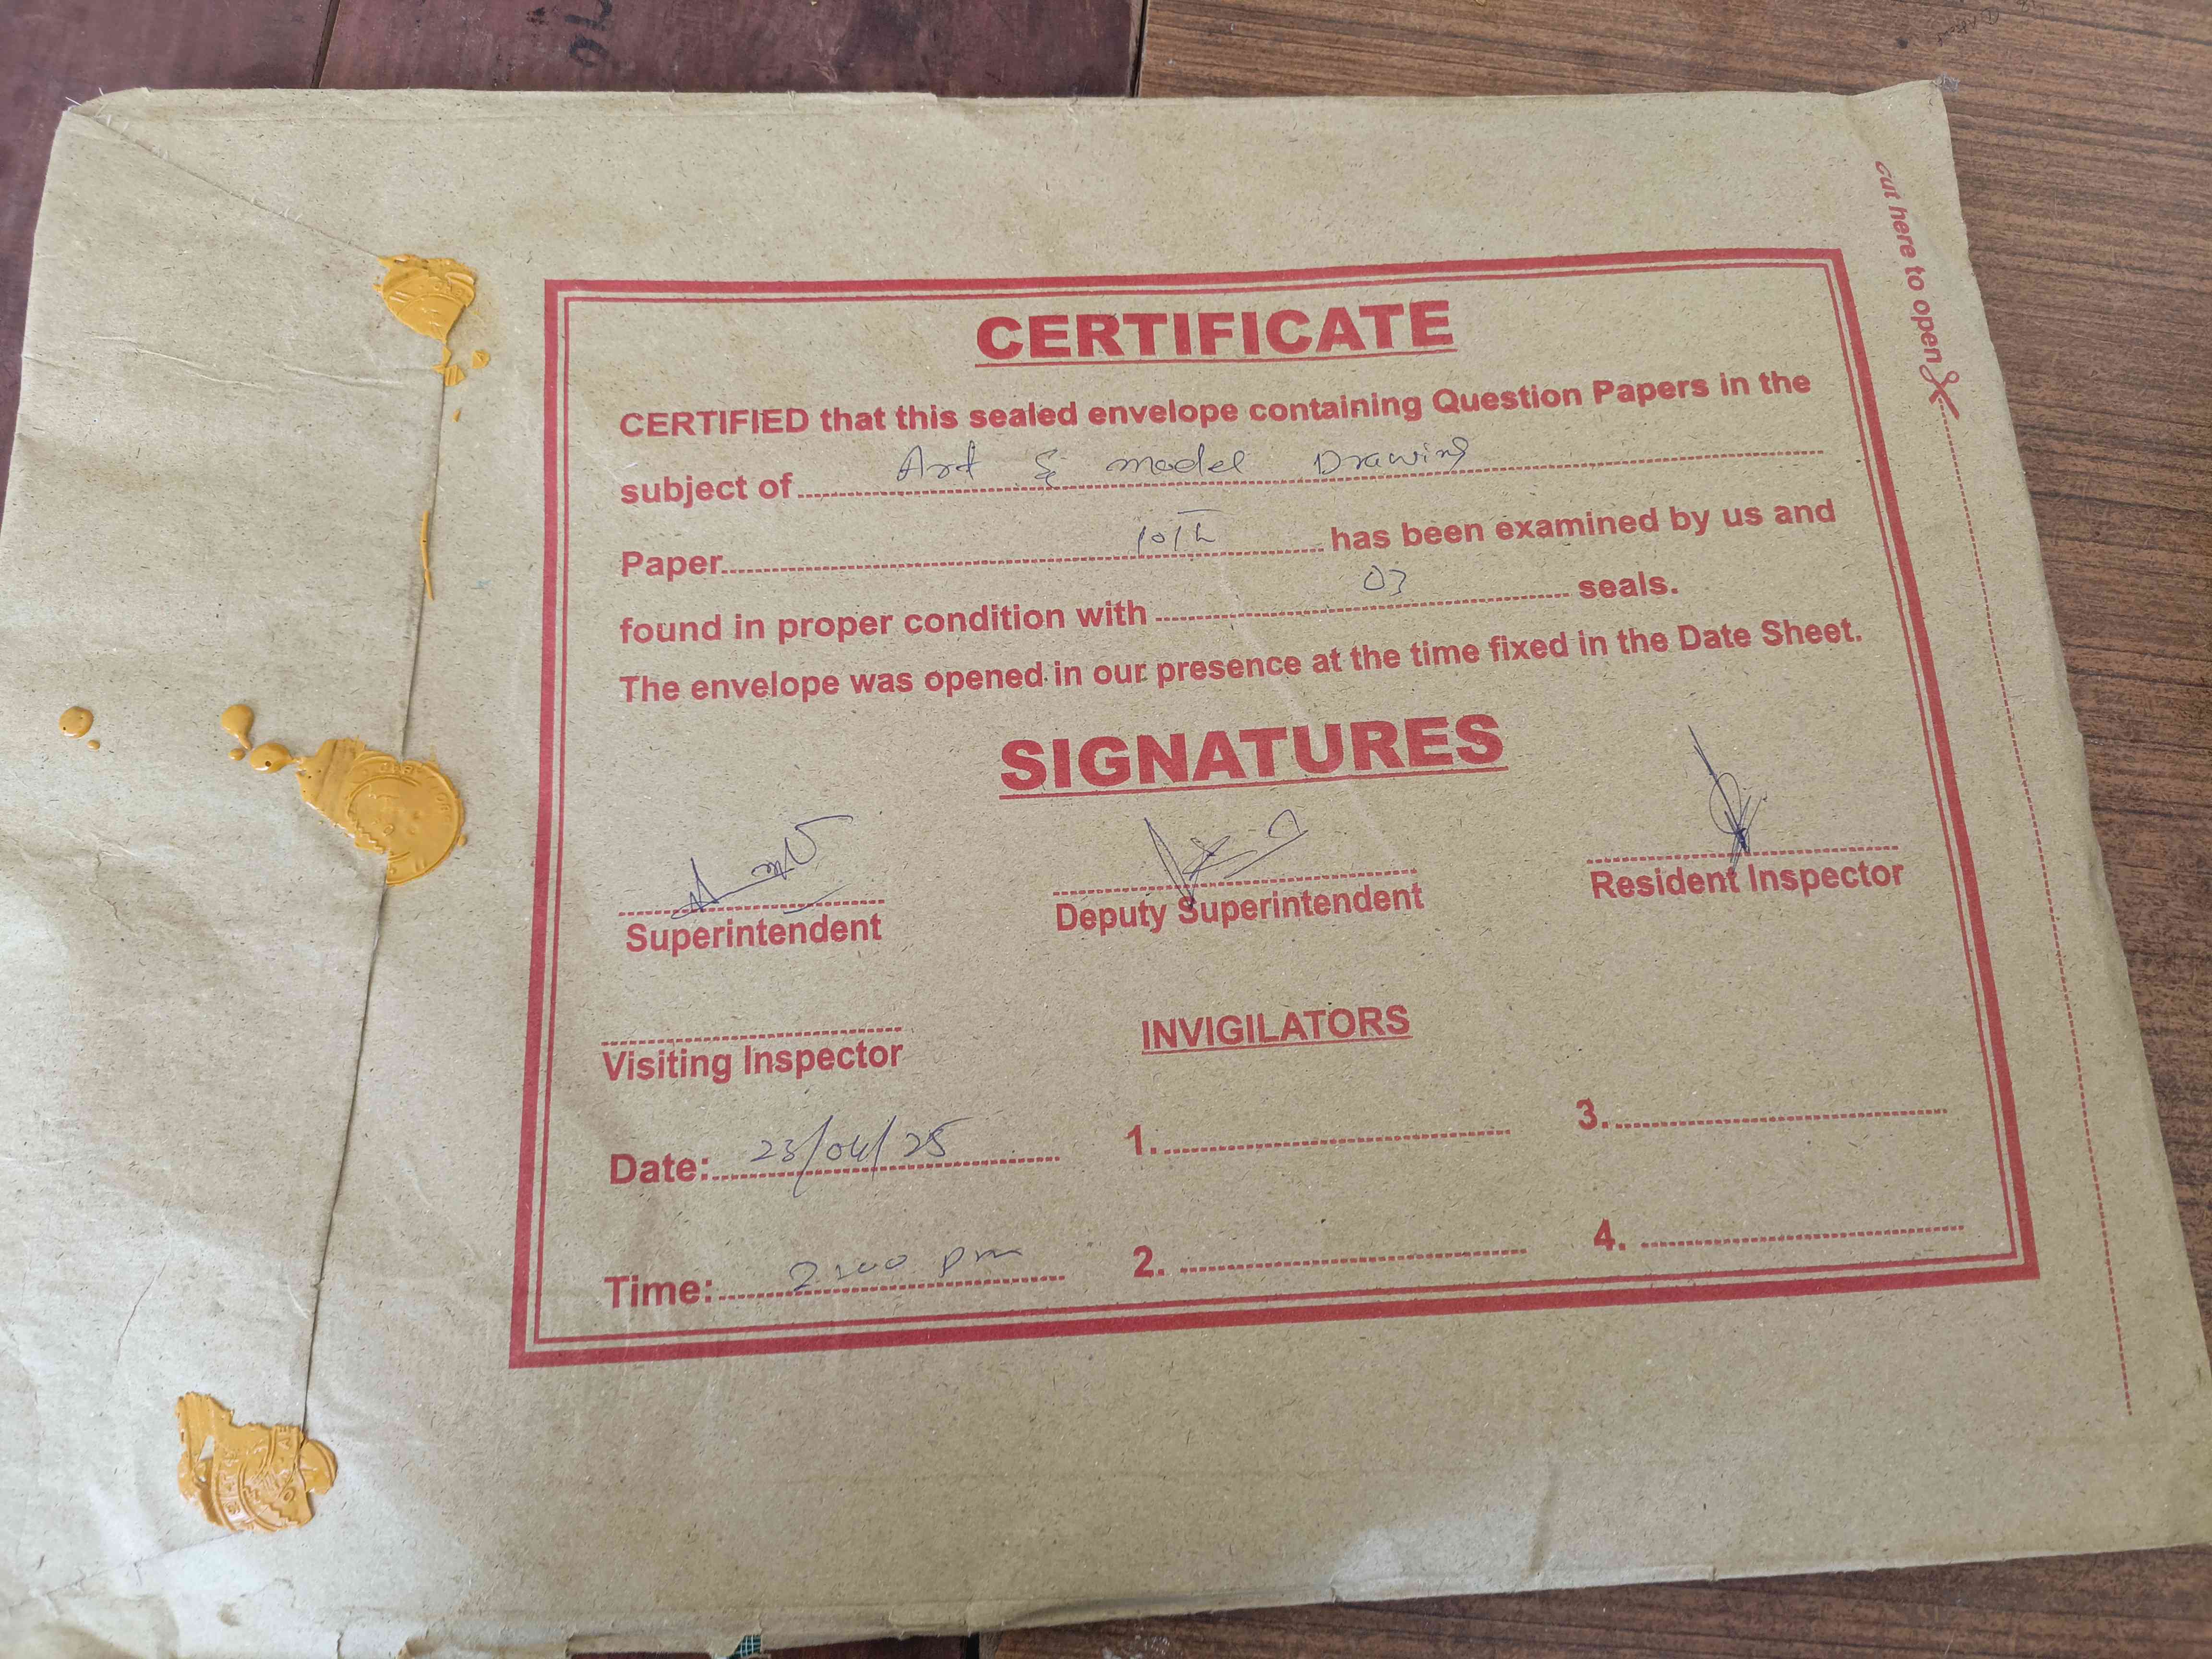 cut here to open
CERTIFICATE
CERTIFIED that this sealed envelope containing Question Papers in the
subject of Art & model Drawing
Paper 10th has been examined by us and
found in proper condition with 03 seals.
The envelope was opened in our presence at the time fixed in the Date Sheet.
SIGNATURES
Superintendent Deputy Superintendent Resident Inspector
Visiting Inspector INVIGILATORS
Date: 23/04/25 1. 3.
Time: 2:00 pm 2. 4.